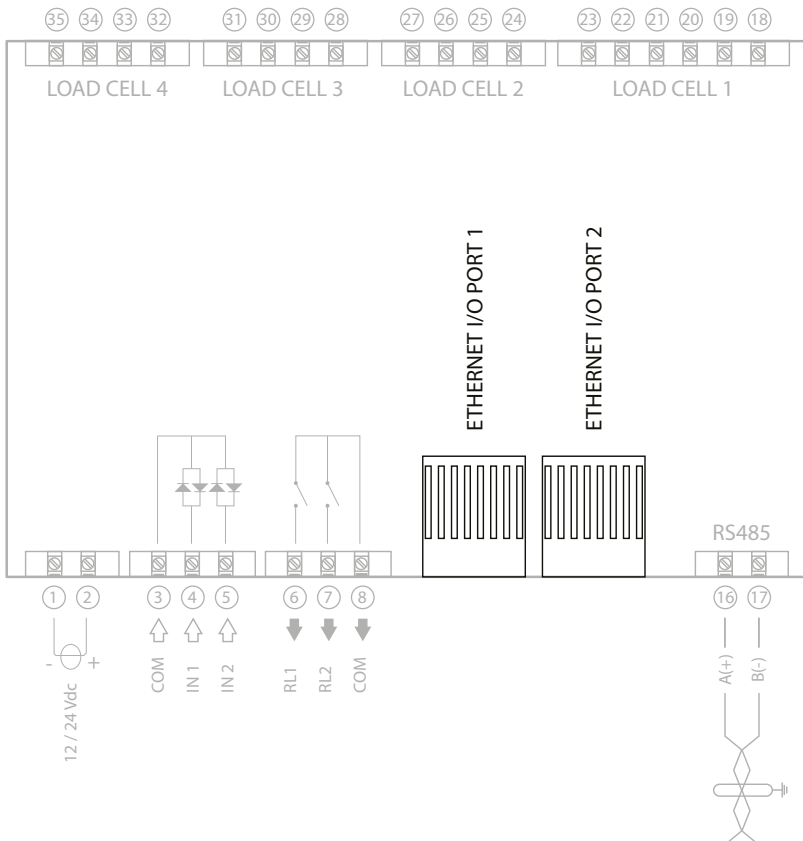 35 34 33 32 31 30 29 28 27 26 25 24 23 22 21 20 19 18
LOAD CELL 4 LOAD CELL 3 LOAD CELL 2 LOAD CELL 1
ETHERNET I/O PORT 1
ETHERNET I/O PORT 2
RS485
1 2 3 4 5 6 7 8 16 17
- +
12 / 24 Vdc
COM
IN 1
IN 2
RL1
RL2
COM
A(+)
B(-)